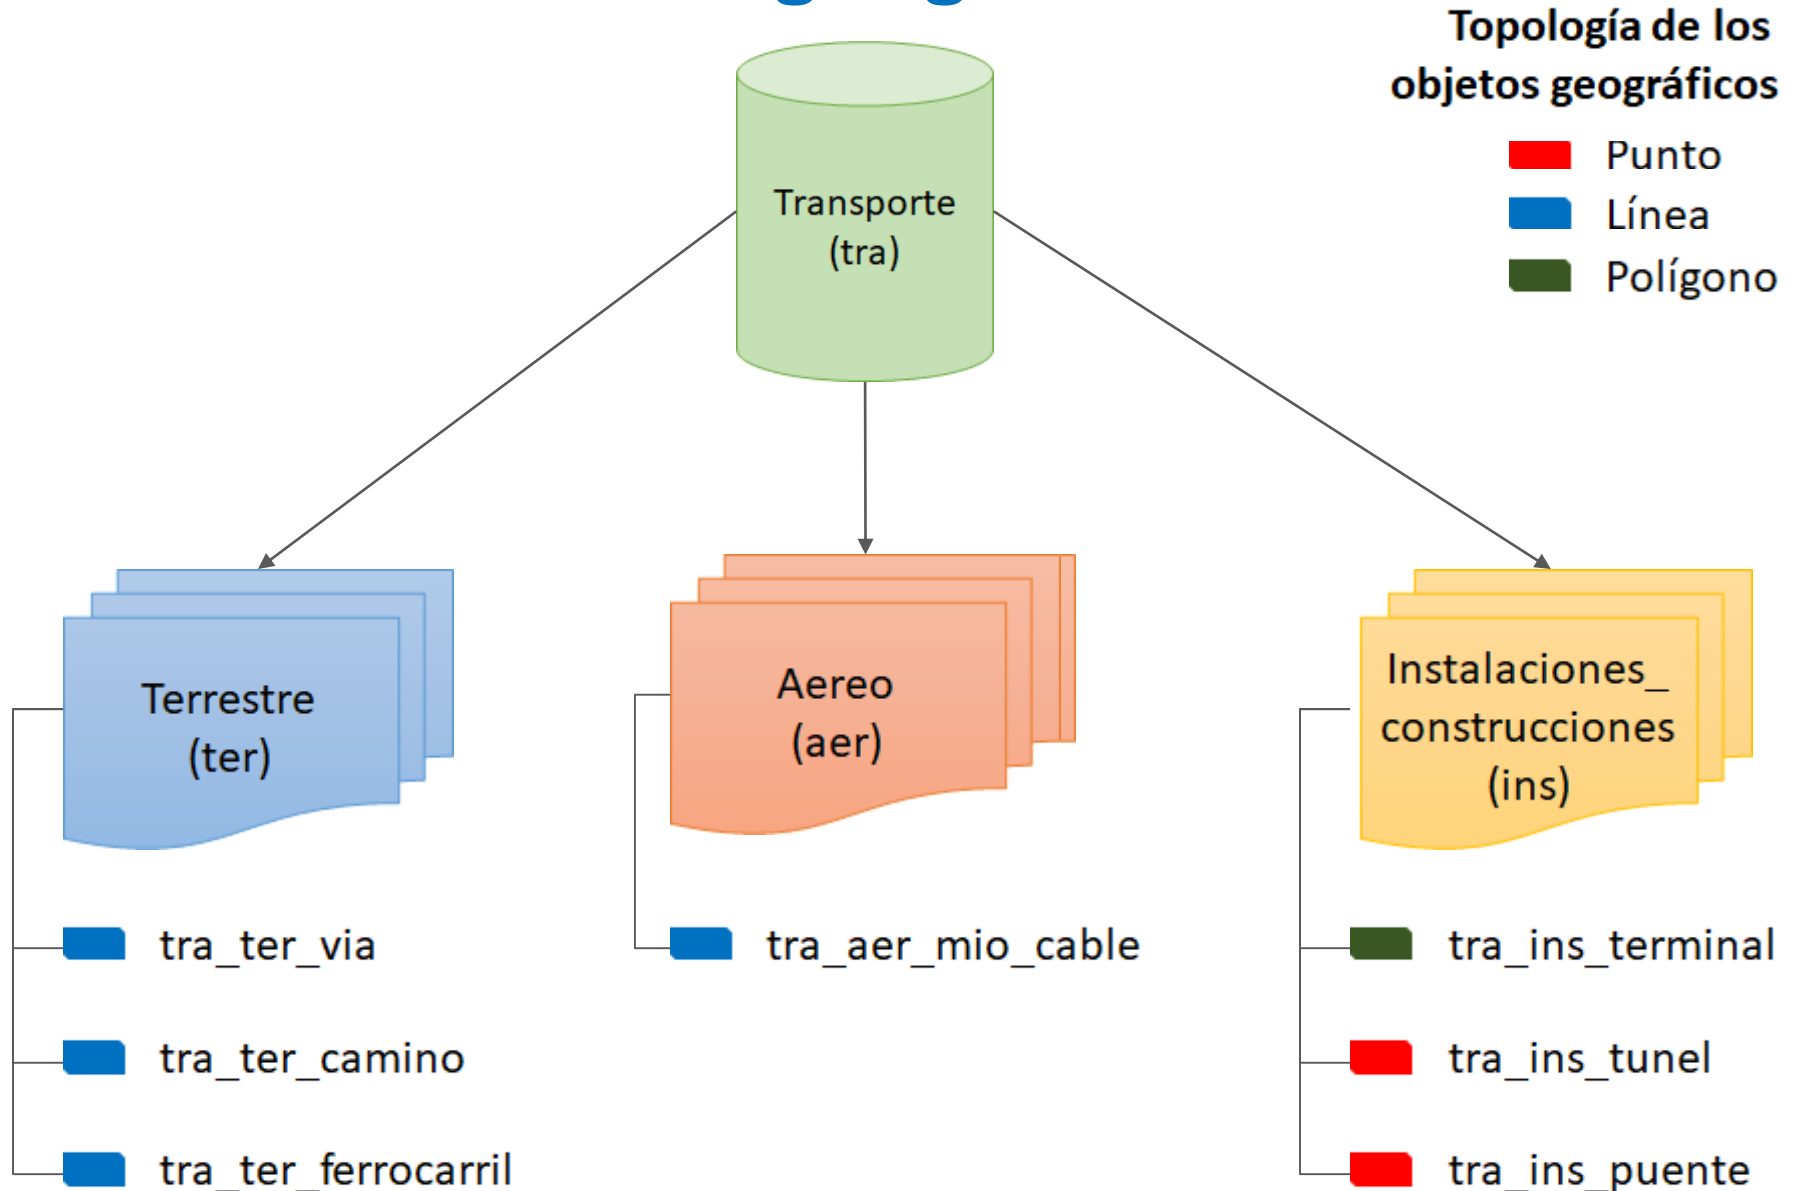 Topología de los
objetos geográficos
Punto
Línea
Polígono
Transporte
(tra)
Terrestre
(ter)
Aereo
(aer)
Instalaciones_
construcciones
(ins)
tra_ter_via
tra_ter_camino
tra_ter_ferrocarril
tra_aer_mio_cable
tra_ins_terminal
tra_ins_tunel
tra_ins_puente